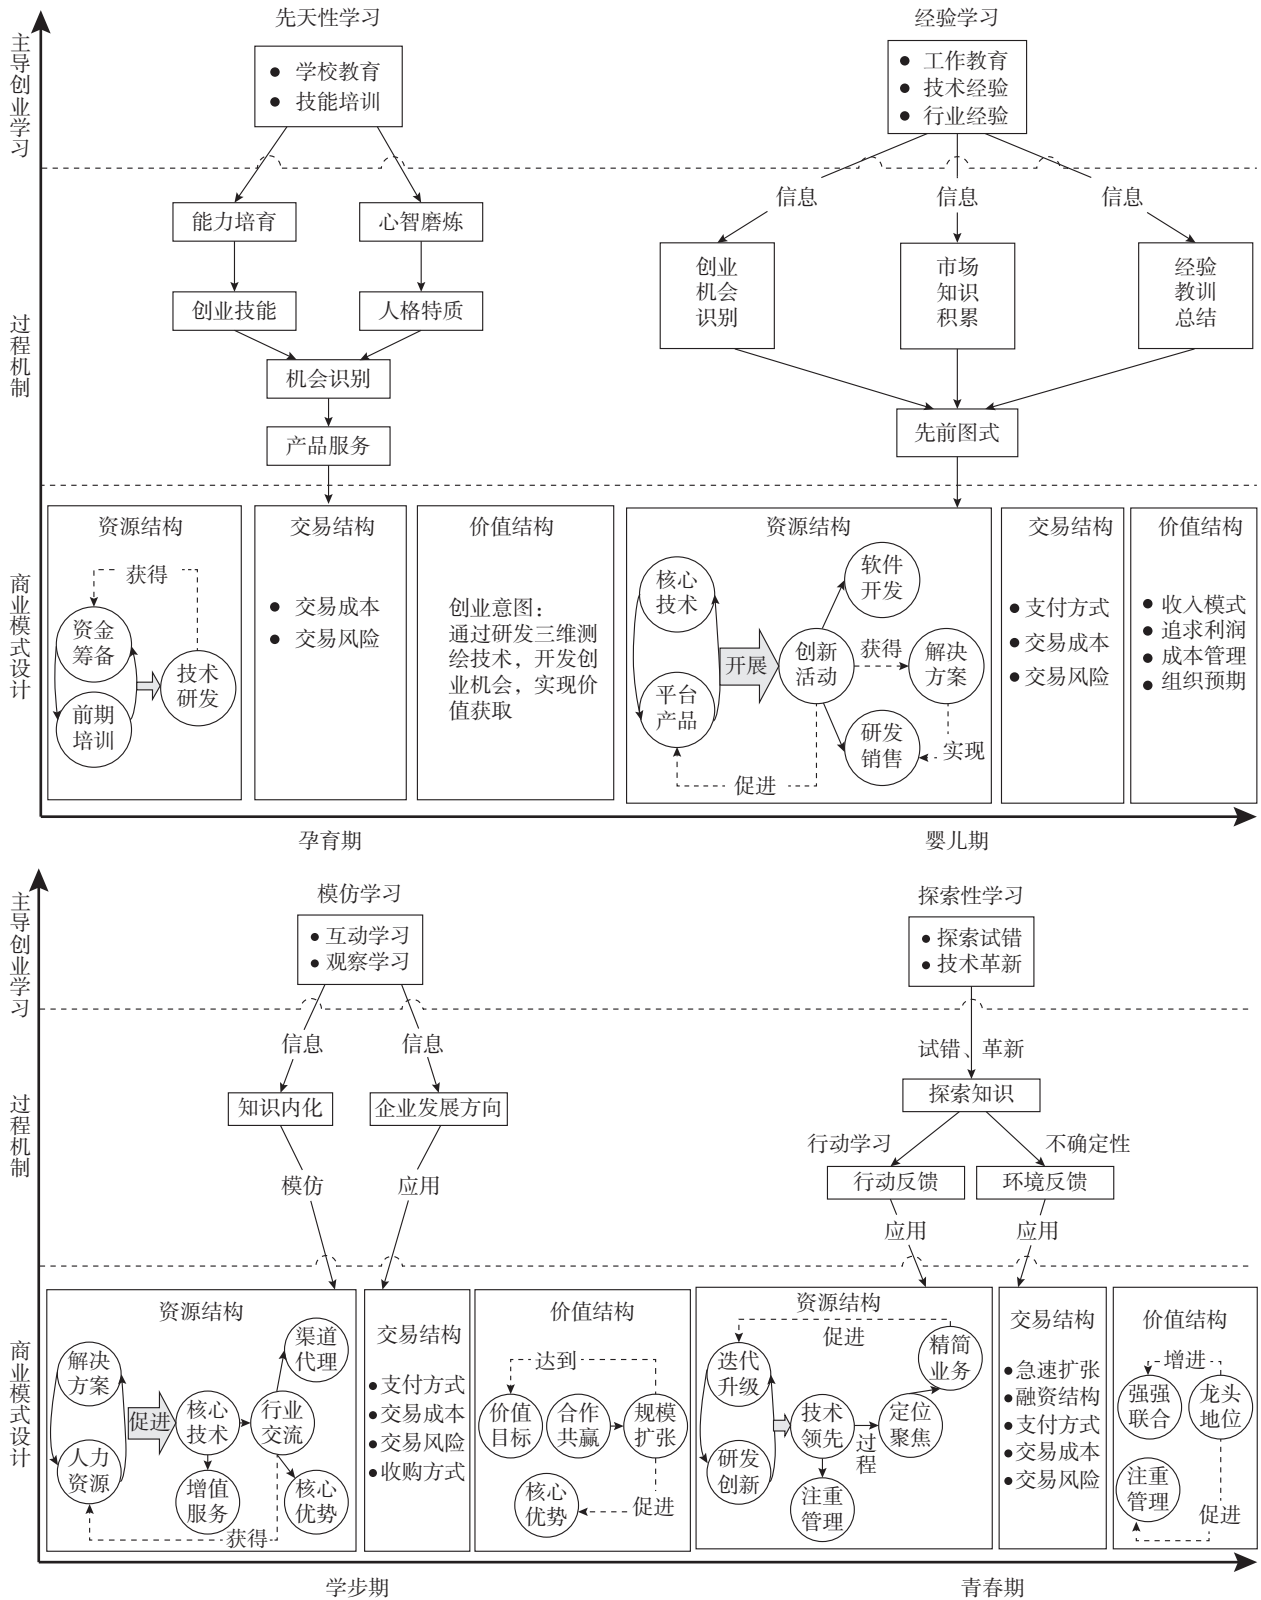 主导创业学习
先天性学习
● 学校教育
● 技能培训
经验学习
● 工作教育
● 技术经验
● 行业经验
过程机制
能力培育
心智磨炼
创业技能
人格特质
机会识别
产品服务
信息
信息
信息
创业
机会
识别
市场
知识
积累
经验
教训
总结
先前图式
商业模式设计
资源结构
获得
资金
筹备
前期
培训
技术
研发
交易结构
● 交易成本
● 交易风险
价值结构
创业意图：
通过研发三维测
绘技术，开发创
业机会，实现价
值获取
资源结构
核心
技术
平台
产品
开展
创新
活动
软件
开发
获得
解决
方案
研发
销售
实现
促进
交易结构
● 支付方式
● 交易成本
● 交易风险
价值结构
● 收入模式
● 追求利润
● 成本管理
● 组织预期
孕育期
婴儿期
主导创业学习
模仿学习
● 互动学习
● 观察学习
探索性学习
● 探索试错
● 技术革新
过程机制
信息
信息
知识内化
企业发展方向
模仿
应用
试错、革新
探索知识
行动学习
不确定性
行动反馈
环境反馈
应用
应用
商业模式设计
资源结构
解决
方案
人力
资源
促进
核心
技术
行业
交流
渠道
代理
增值
服务
核心
优势
获得
交易结构
● 支付方式
● 交易成本
● 交易风险
● 收购方式
价值结构
达到
价值
目标
合作
共赢
规模
扩张
核心
优势
促进
资源结构
促进
迭代
升级
研发
创新
技术
领先
过程
定位
聚焦
精简
业务
注重
管理
交易结构
● 急速扩张
● 融资结构
● 支付方式
● 交易成本
● 交易风险
价值结构
增进
强强
联合
龙头
地位
注重
管理
促进
学步期
青春期